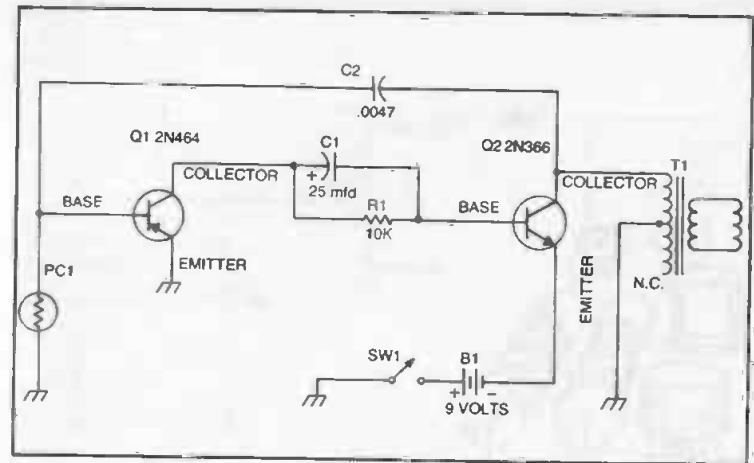 C2
.0047
Q1 2N464
C1
Q2 2N366
T1
+
COLLECTOR
25 mfd
COLLECTOR
BASE
R1
BASE
10K
EMITTER
PC1
EMITTER
N.C.
SW1
B1
+ -
9 VOLTS